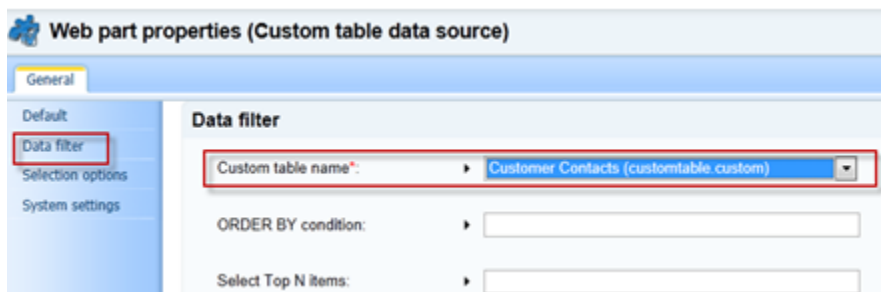 Web part properties (Custom table data source)
General
Default
Data filter
Selection options
System settings
Data filter
Custom table name*:
Customer Contacts (customtable.custom)
ORDER BY condition:
Select Top N items: